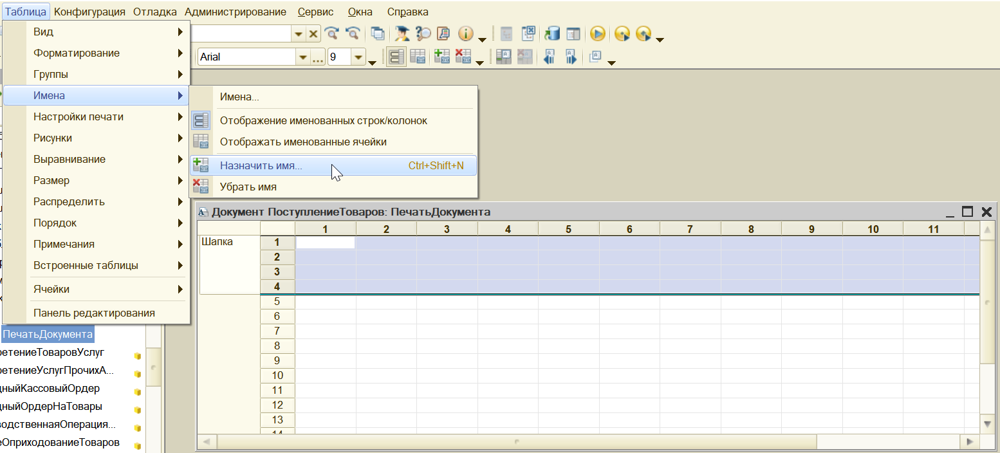 Таблица Конфигурация Отладка Администрирование Сервис Окна Справка
Вид
Форматирование
Группы
Имена
Настройки печати
Рисунки
Выравнивание
Размер
Распределить
Порядок
Примечания
Встроенные таблицы
Ячейки
Панель редактирования
Arial
9
Имена...
Отображение именованных строк/колонок
Отображать именованные ячейки
Назначить имя... Ctrl+Shift+N
Убрать имя
Документ ПоступлениеТоваров: ПечатьДокумента
1 2 3 4 5 6 7 8 9 10 11
Шапка 1
2
3
4
5
6
7
8
9
10
11
12
13
14
ПечатьДокумента
ретениеТоваровУслуг
ретениеУслугПрочихА...
дныйКассовыйОрдер
дныйОрдерНаТовары
водственнаяОперация...
еОприходованиеТоваров